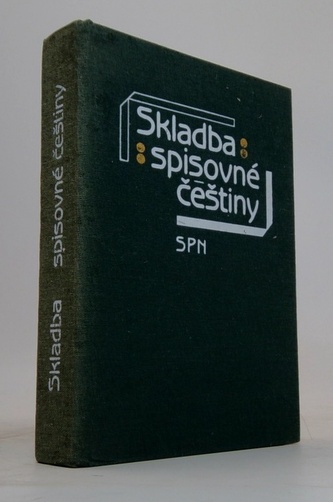 Skladba
spisovné
češtiny
SPN
Skladba spisovné češtiny